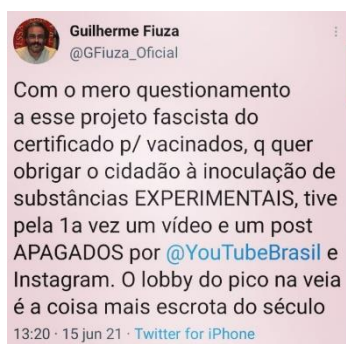 Guilherme Fiuza
@GFiuza_Oficial
Com o mero questionamento
a esse projeto fascista do
certificado p/ vacinados, q quer
obrigar o cidadão à inoculação de
substâncias EXPERIMENTAIS, tive
pela 1a vez um vídeo e um post
APAGADOS por @YouTubeBrasil e
Instagram. O lobby do pico na veia
é a coisa mais escrota do século
13:20 · 15 jun 21 · Twitter for iPhone